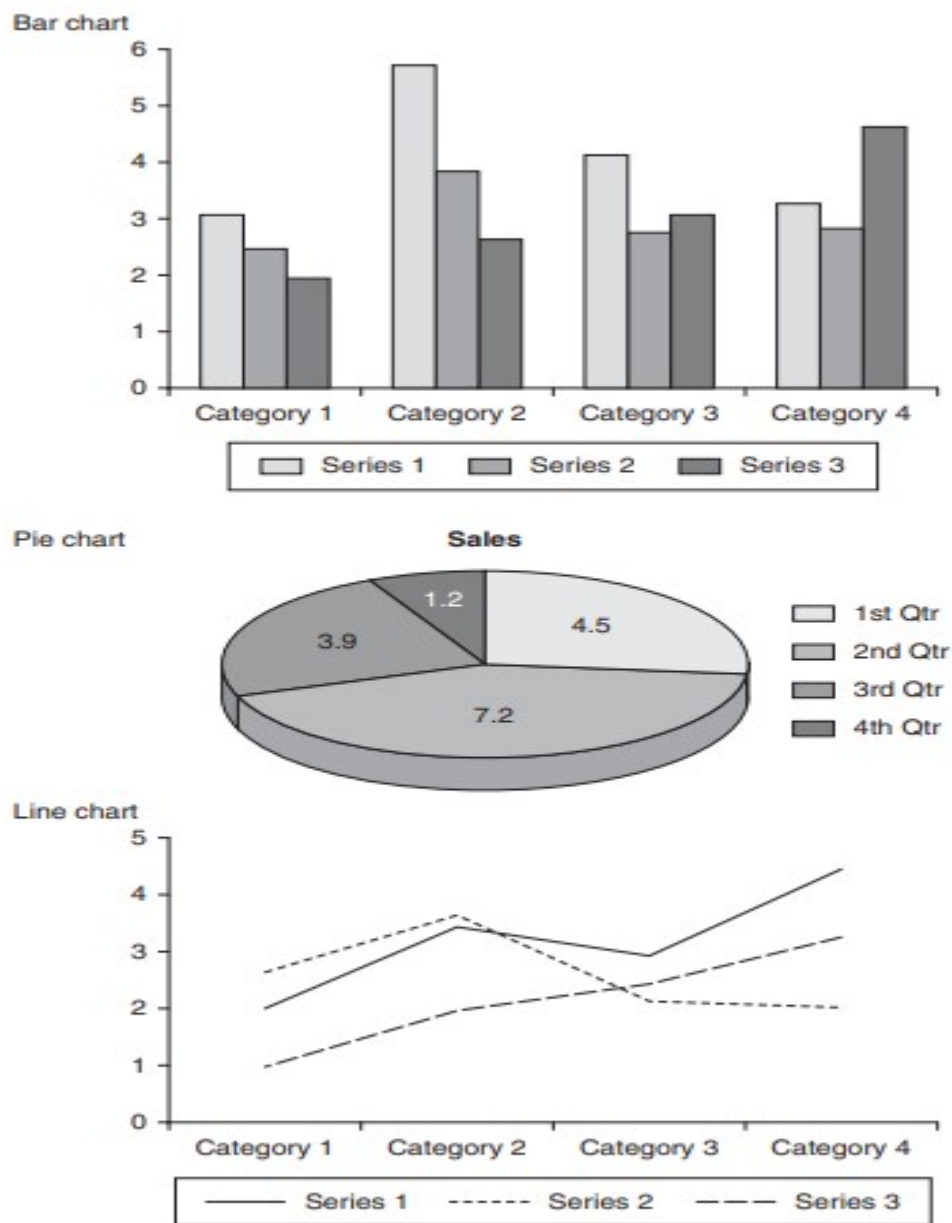 Bar chart
6
5
4
3
2
1
0
Category 1 Category 2 Category 3 Category 4
Series 1 Series 2 Series 3
Pie chart Sales
1.2
4.5
3.9
7.2
1st Qtr
2nd Qtr
3rd Qtr
4th Qtr
Line chart
5
4
3
2
1
0
Category 1 Category 2 Category 3 Category 4
Series 1 Series 2 Series 3